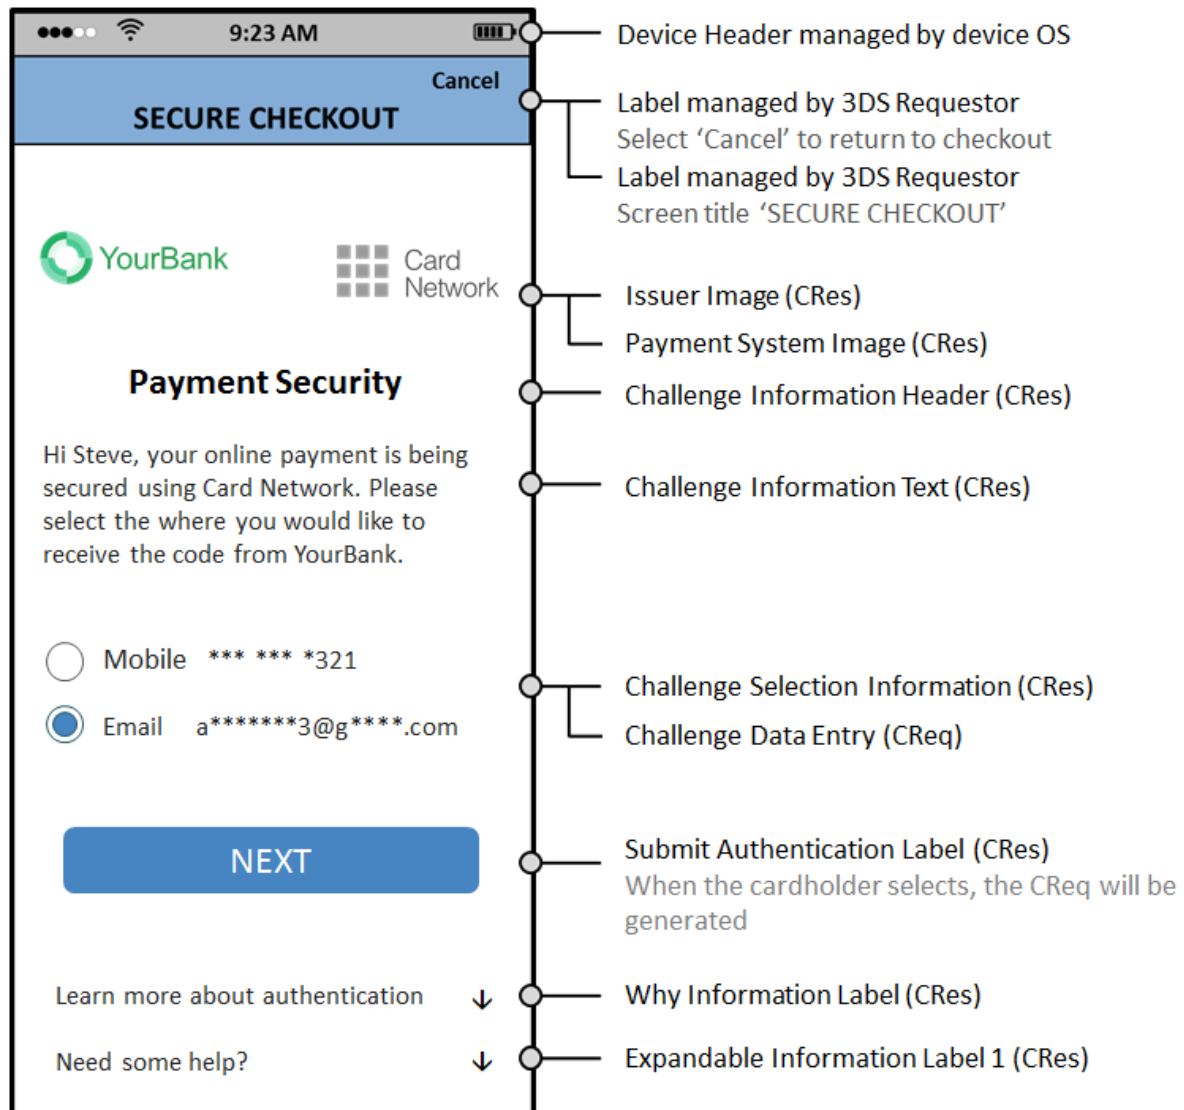 9:23 AM
Device Header managed by device OS
Cancel
SECURE CHECKOUT
Label managed by 3DS Requestor
Select ‘Cancel’ to return to checkout
Label managed by 3DS Requestor
Screen title ‘SECURE CHECKOUT’
YourBank
Card
Network
Issuer Image (CRes)
Payment System Image (CRes)
Payment Security
Challenge Information Header (CRes)
Hi Steve, your online payment is being
secured using Card Network. Please
select the where you would like to
receive the code from YourBank.
Challenge Information Text (CRes)
Mobile *** *** *321
Email a*******3@g****.com
Challenge Selection Information (CRes)
Challenge Data Entry (CReq)
NEXT
Submit Authentication Label (CRes)
When the cardholder selects, the CReq will be
generated
Learn more about authentication
Why Information Label (CRes)
Need some help?
Expandable Information Label 1 (CRes)